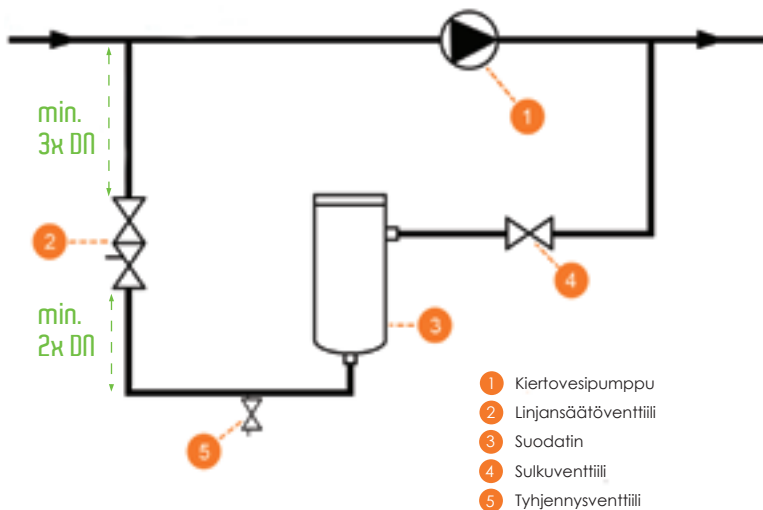 1
min.
3x DN
2
4
min.
2x DN
3
5
1 Kiertovesipumppu
2 Linjansäätöventtiili
3 Suodatin
4 Sulkuventtiili
5 Tyhjennysventtiili